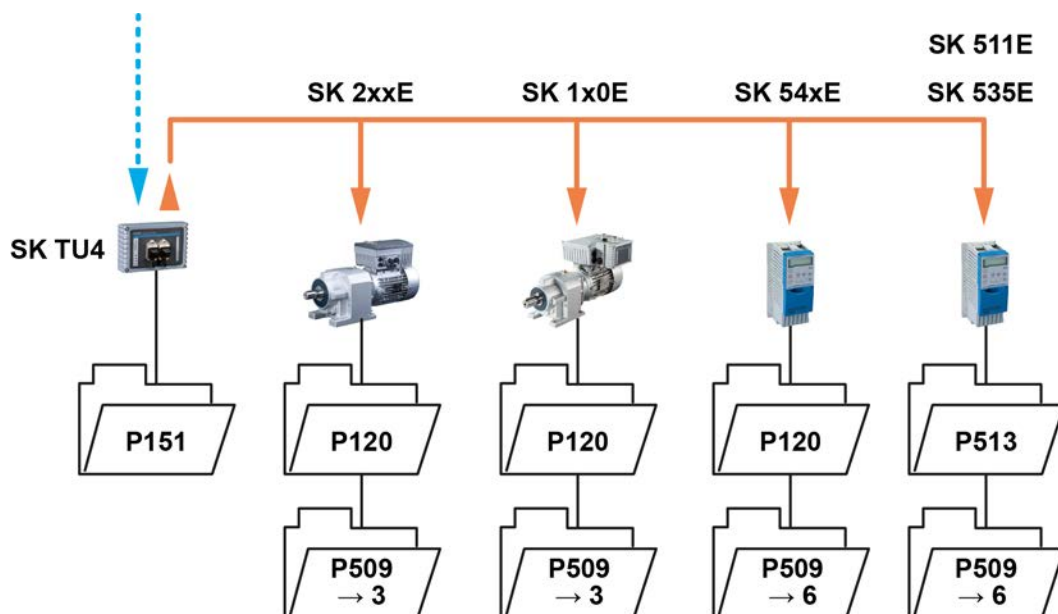 SK 511E
SK 2xxE SK 1x0E SK 54xE SK 535E
SK TU4
P151 P120 P120 P120 P513
P509 P509 P509 P509
→ 3 → 3 → 6 → 6